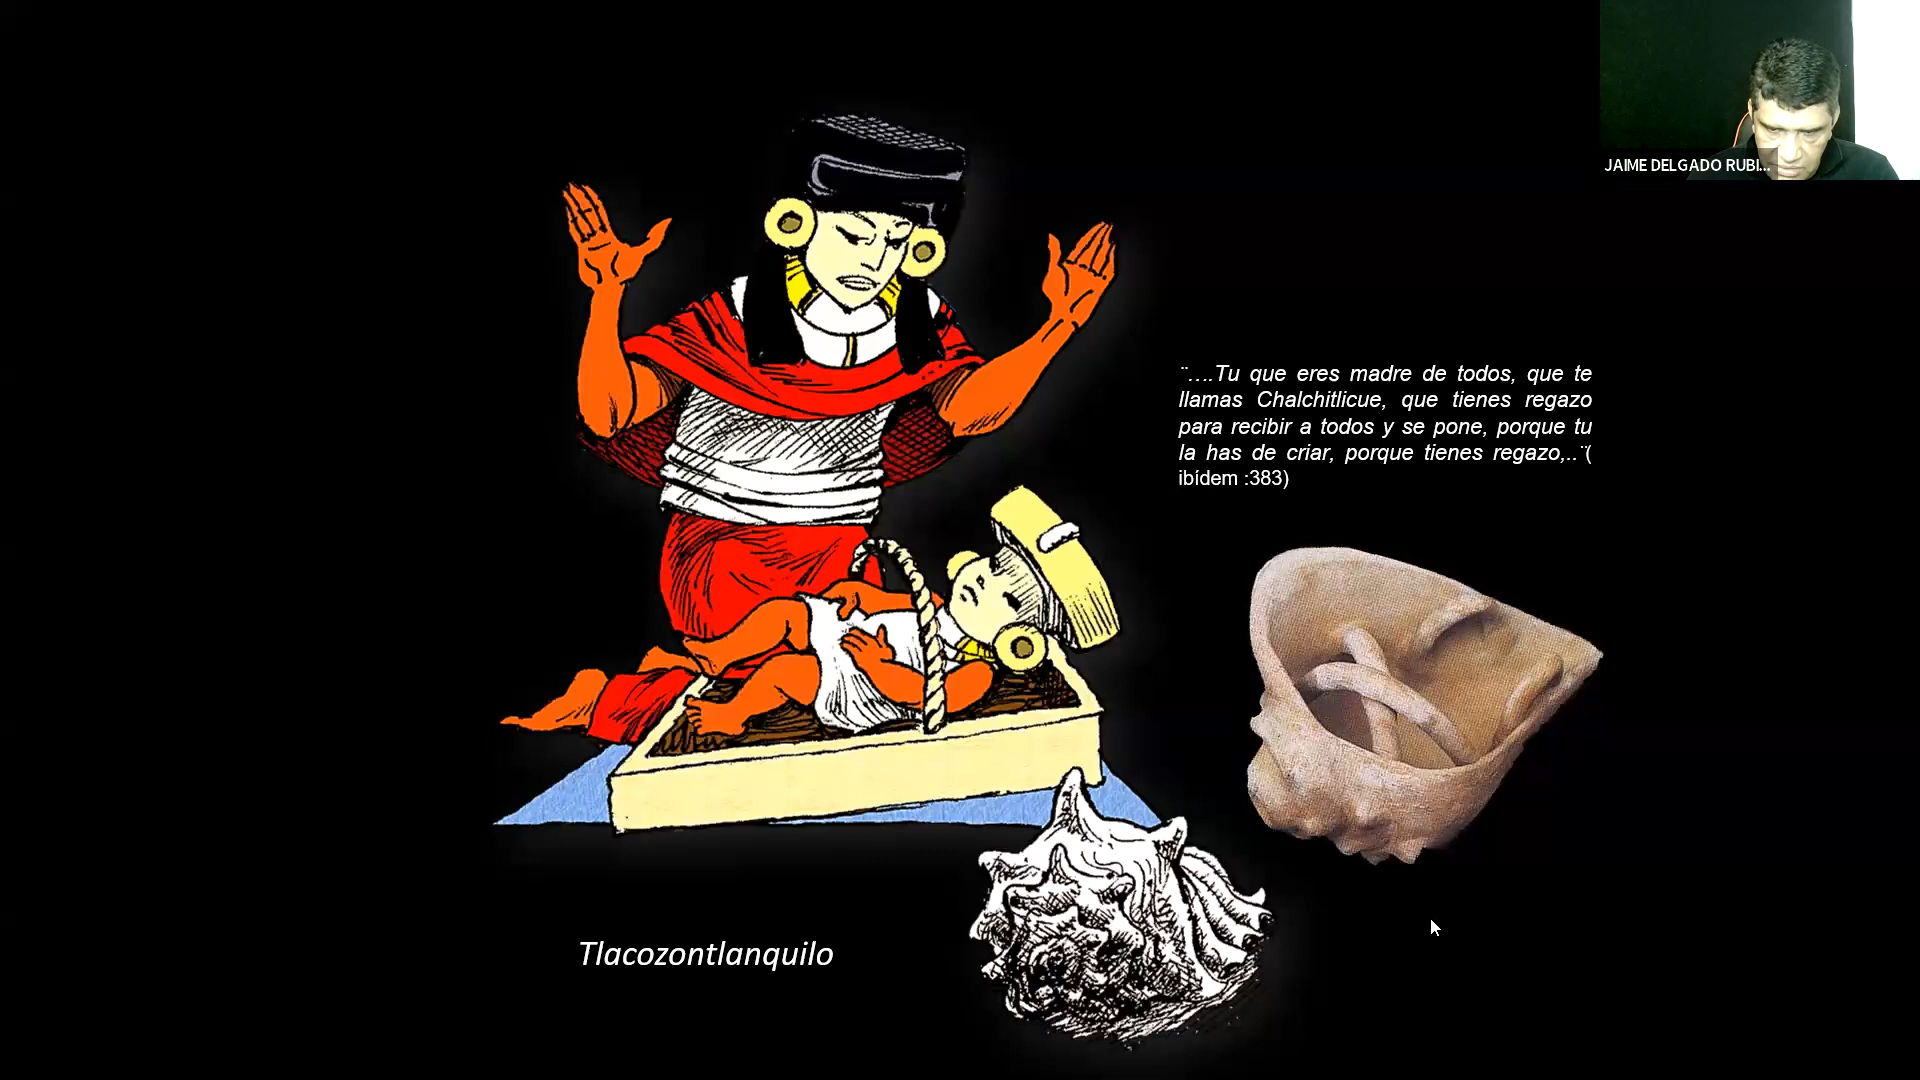 JAIME DELGADO RUBI...
¨….Tu que eres madre de todos, que te
llamas Chalchitlicue, que tienes regazo
para recibir a todos y se pone, porque tu
la has de criar, porque tienes regazo,..¨(
ibídem :383)
Tlacozontlanquilo